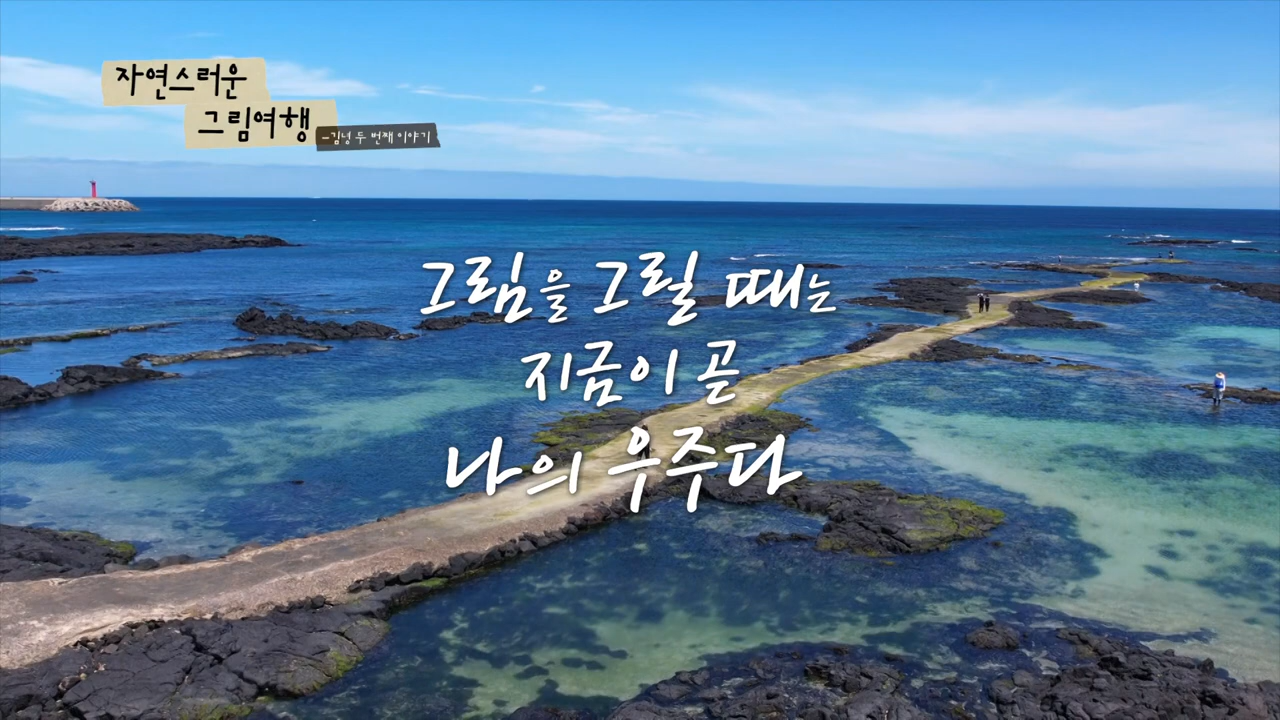 자연스러운
그림여행
-김녕 두 번째 이야기
그림을 그릴 때는
지금이 곧
나의 우주다